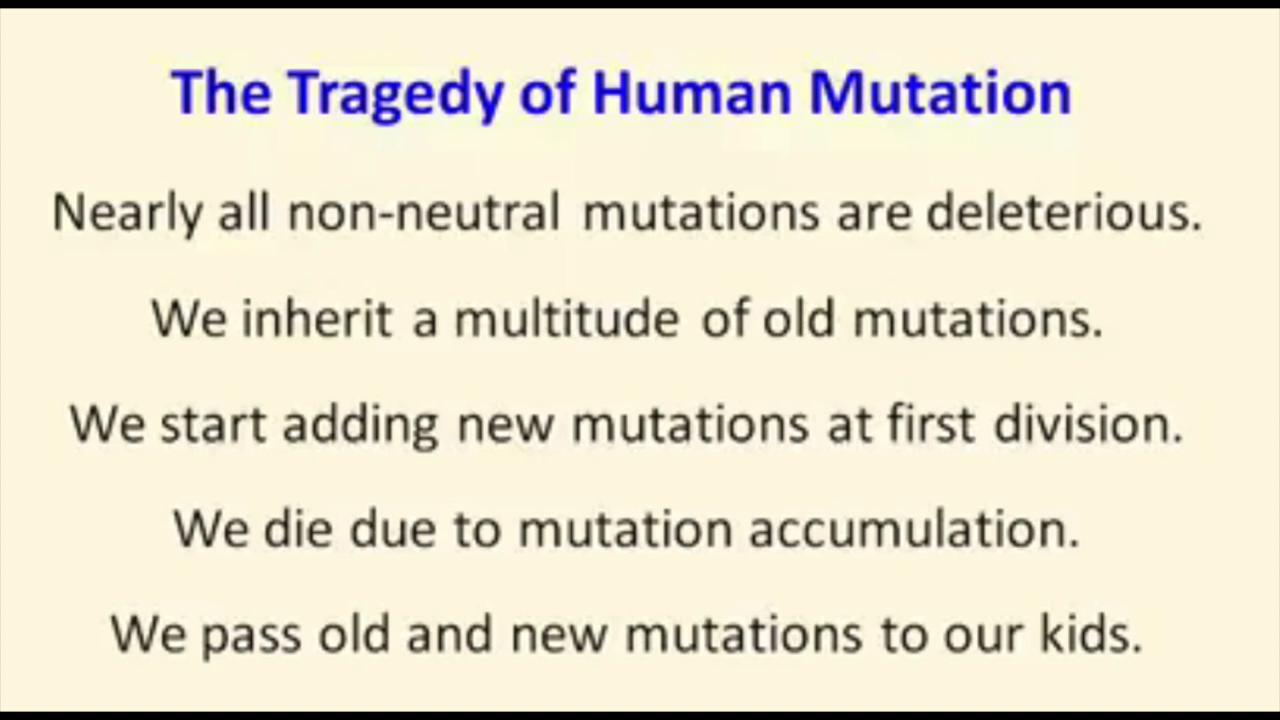 The Tragedy of Human Mutation
Nearly all non-neutral mutations are deleterious.
We inherit a multitude of old mutations.
We start adding new mutations at first division.
We die due to mutation accumulation.
We pass old and new mutations to our kids.